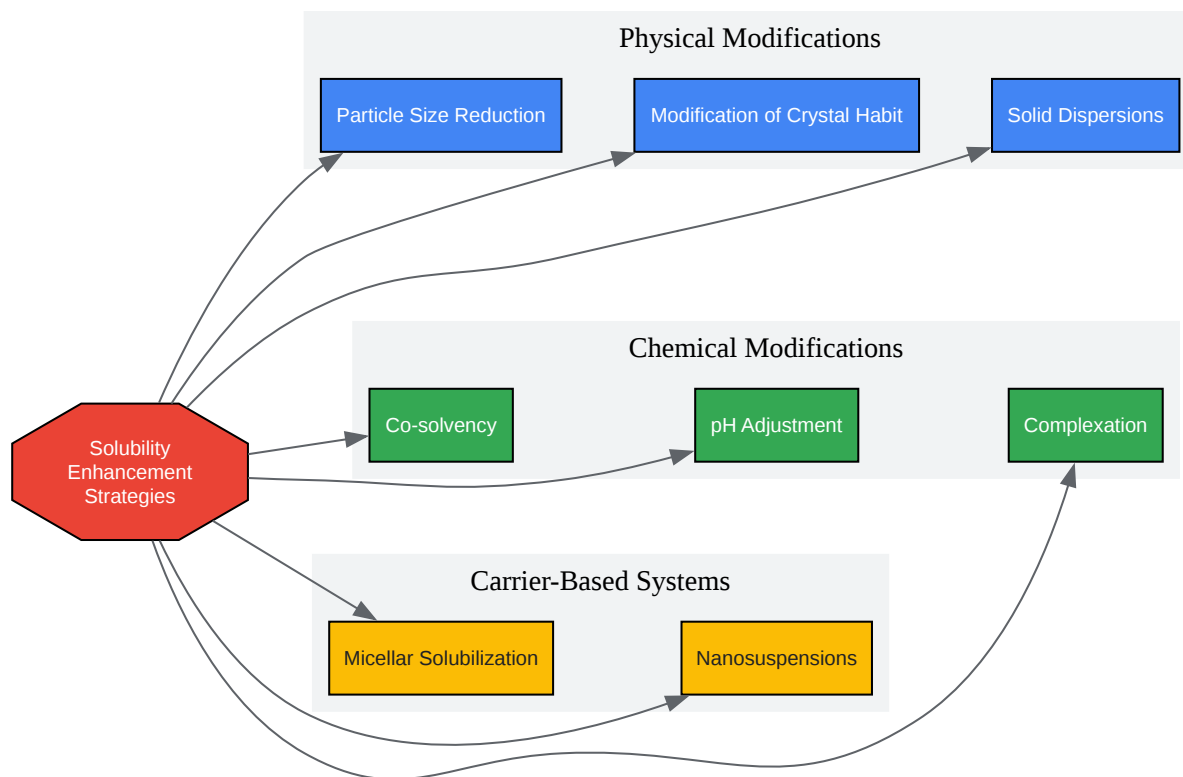 Physical Modifications
Particle Size Reduction
Modification of Crystal Habit
Solid Dispersions
Chemical Modifications
Co-solvency
pH Adjustment
Complexation
Solubility
Enhancement
Strategies
Carrier-Based Systems
Micellar Solubilization
Nanosuspensions